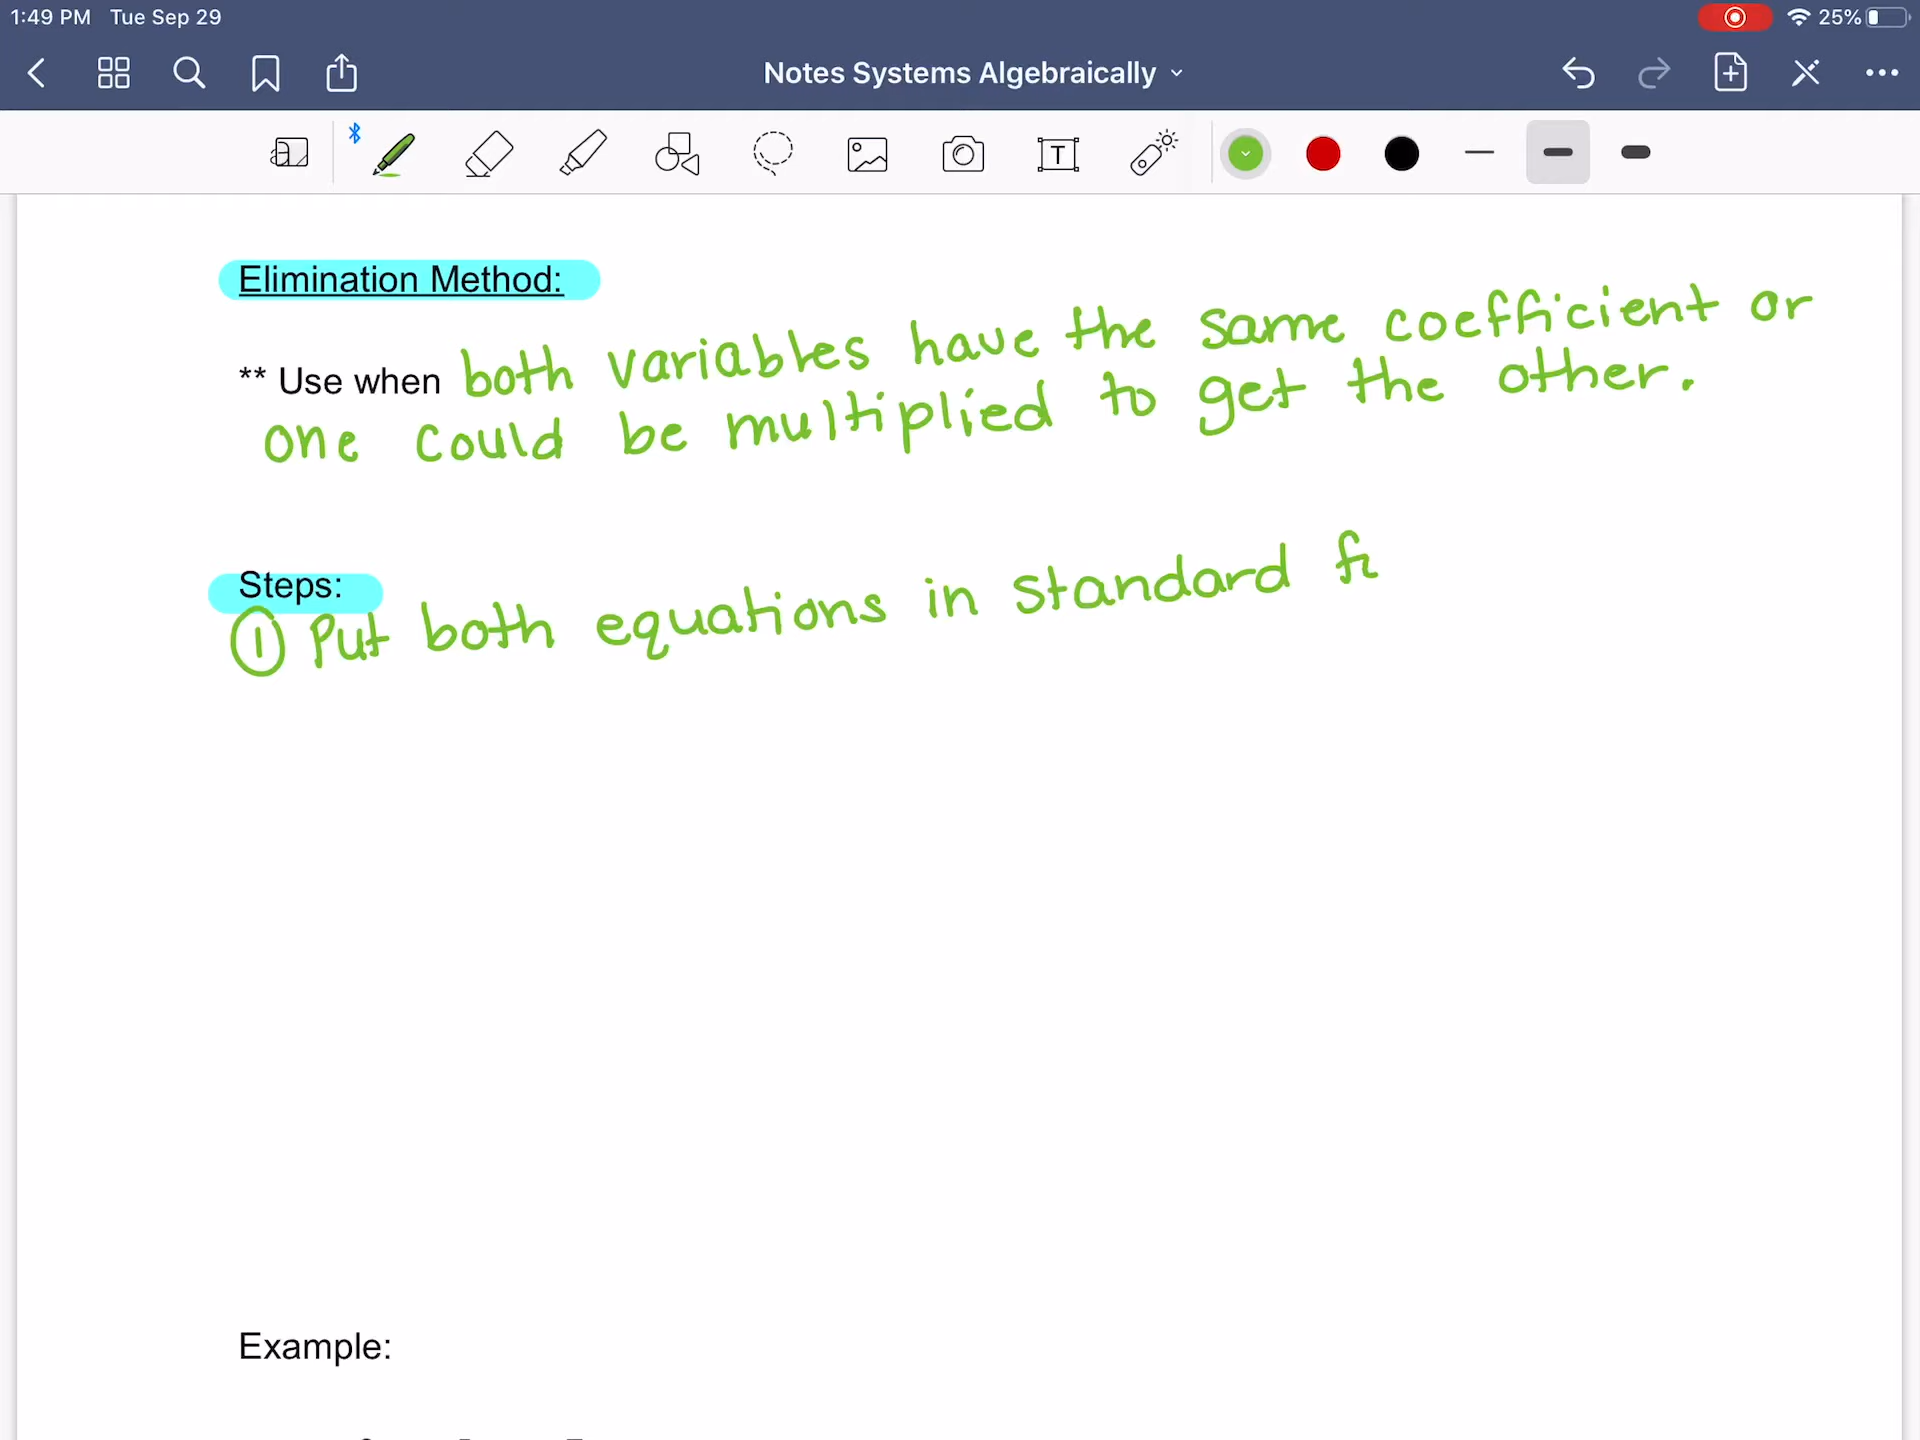 1:49 PM Tue Sep 29
25%
Notes Systems Algebraically
Elimination Method:
** Use when both variables have the same coefficient or
one could be multiplied to get the other.
Steps:
① Put both equations in standard
Example: